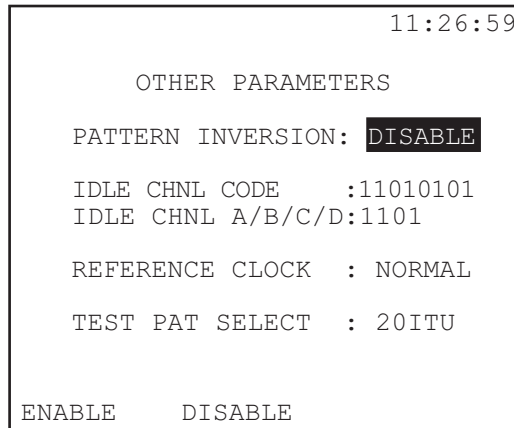 11:26:59
OTHER PARAMETERS
PATTERN INVERSION: DISABLE
IDLE CHNL CODE :11010101
IDLE CHNL A/B/C/D:1101
REFERENCE CLOCK : NORMAL
TEST PAT SELECT : 20ITU
ENABLE DISABLE